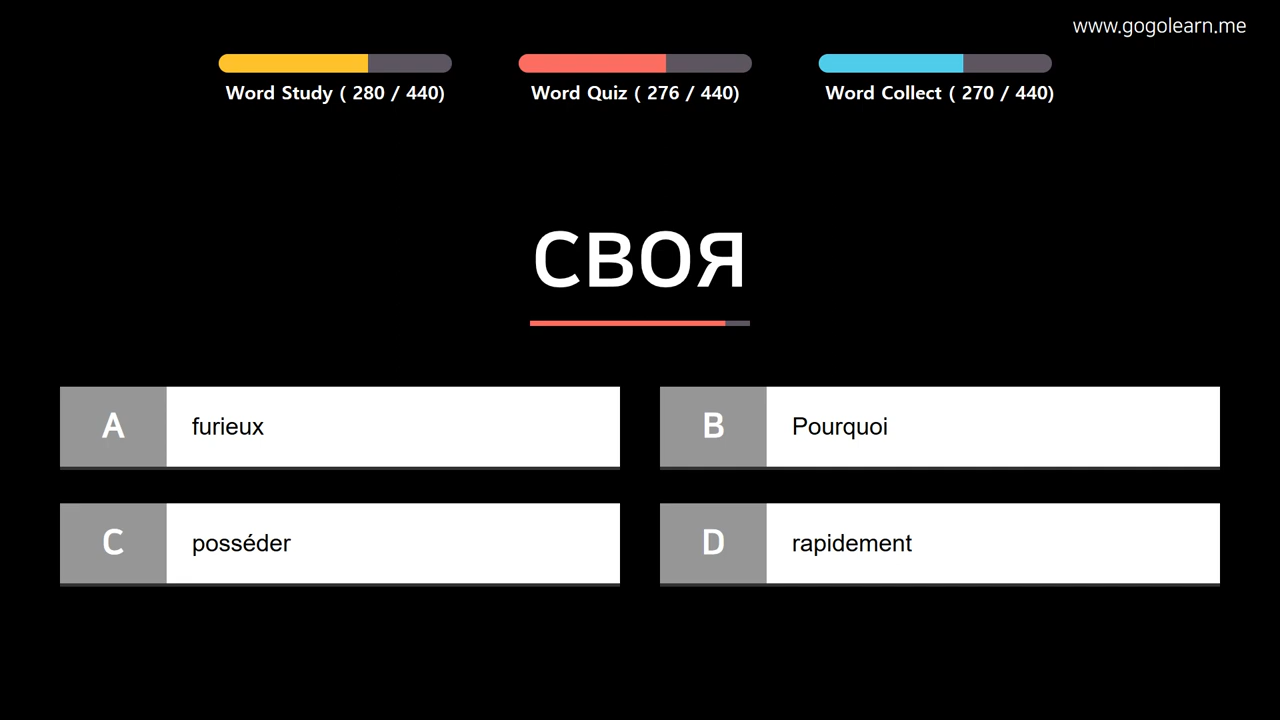 www.gogolearn.me
Word Study ( 280 / 440)
Word Quiz ( 276 / 440)
Word Collect ( 270 / 440)
СВОЯ
A furieux
B Pourquoi
C posséder
D rapidement